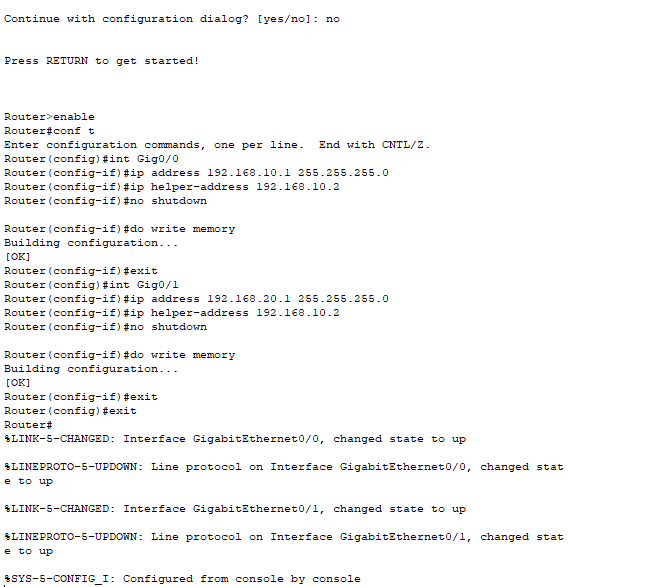 Continue with configuration dialog? [yes/no]: no
Press RETURN to get started!
Router>enable
Router#conf t
Enter configuration commands, one per line.  End with CNTL/Z.
Router(config)#int Gig0/0
Router(config-if)#ip address 192.168.10.1 255.255.255.0
Router(config-if)#ip helper-address 192.168.10.2
Router(config-if)#no shutdown
Router(config-if)#do write memory
Building configuration...
[OK]
Router(config-if)#exit
Router(config)#int Gig0/1
Router(config-if)#ip address 192.168.20.1 255.255.255.0
Router(config-if)#ip helper-address 192.168.10.2
Router(config-if)#no shutdown
Router(config-if)#do write memory
Building configuration...
[OK]
Router(config-if)#exit
Router(config)#exit
Router#
%LINK-5-CHANGED: Interface GigabitEthernet0/0, changed state to up
%LINEPROTO-5-UPDOWN: Line protocol on Interface GigabitEthernet0/0, changed stat
e to up
%LINK-5-CHANGED: Interface GigabitEthernet0/1, changed state to up
%LINEPROTO-5-UPDOWN: Line protocol on Interface GigabitEthernet0/1, changed stat
e to up
%SYS-5-CONFIG_I: Configured from console by console